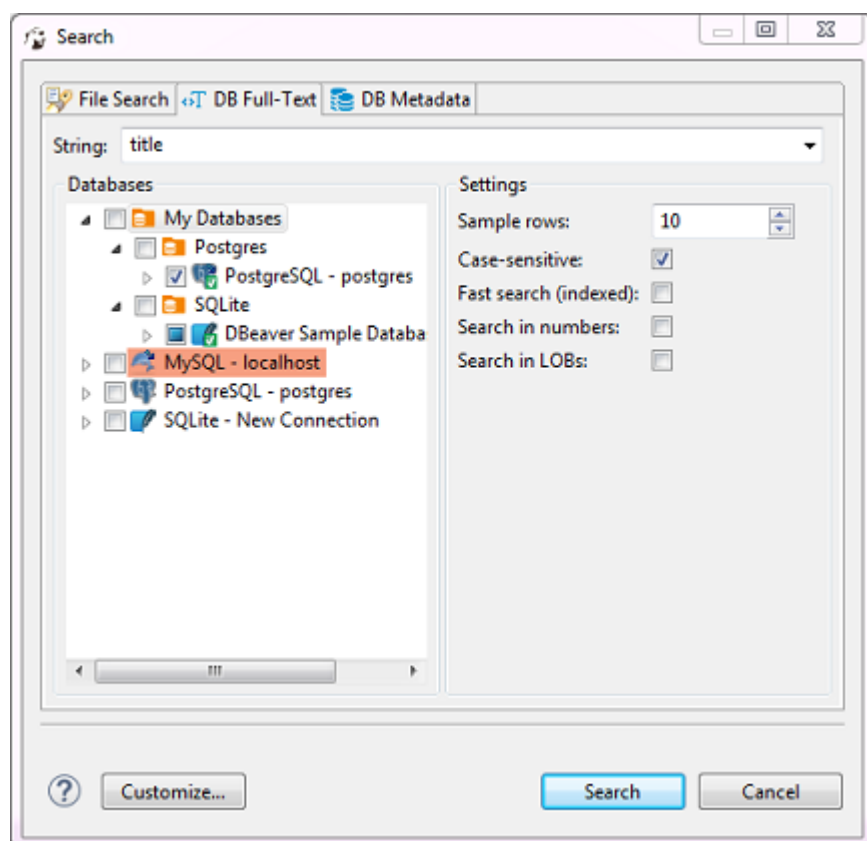 Search
File Search DB Full-Text DB Metadata
String: title
Databases
My Databases
Postgres
PostgreSQL - postgres
SQLite
DBeaver Sample Databa
MySQL - localhost
PostgreSQL - postgres
SQLite - New Connection
Settings
Sample rows: 10
Case-sensitive:
Fast search (indexed):
Search in numbers:
Search in LOBs:
? Customize... Search Cancel